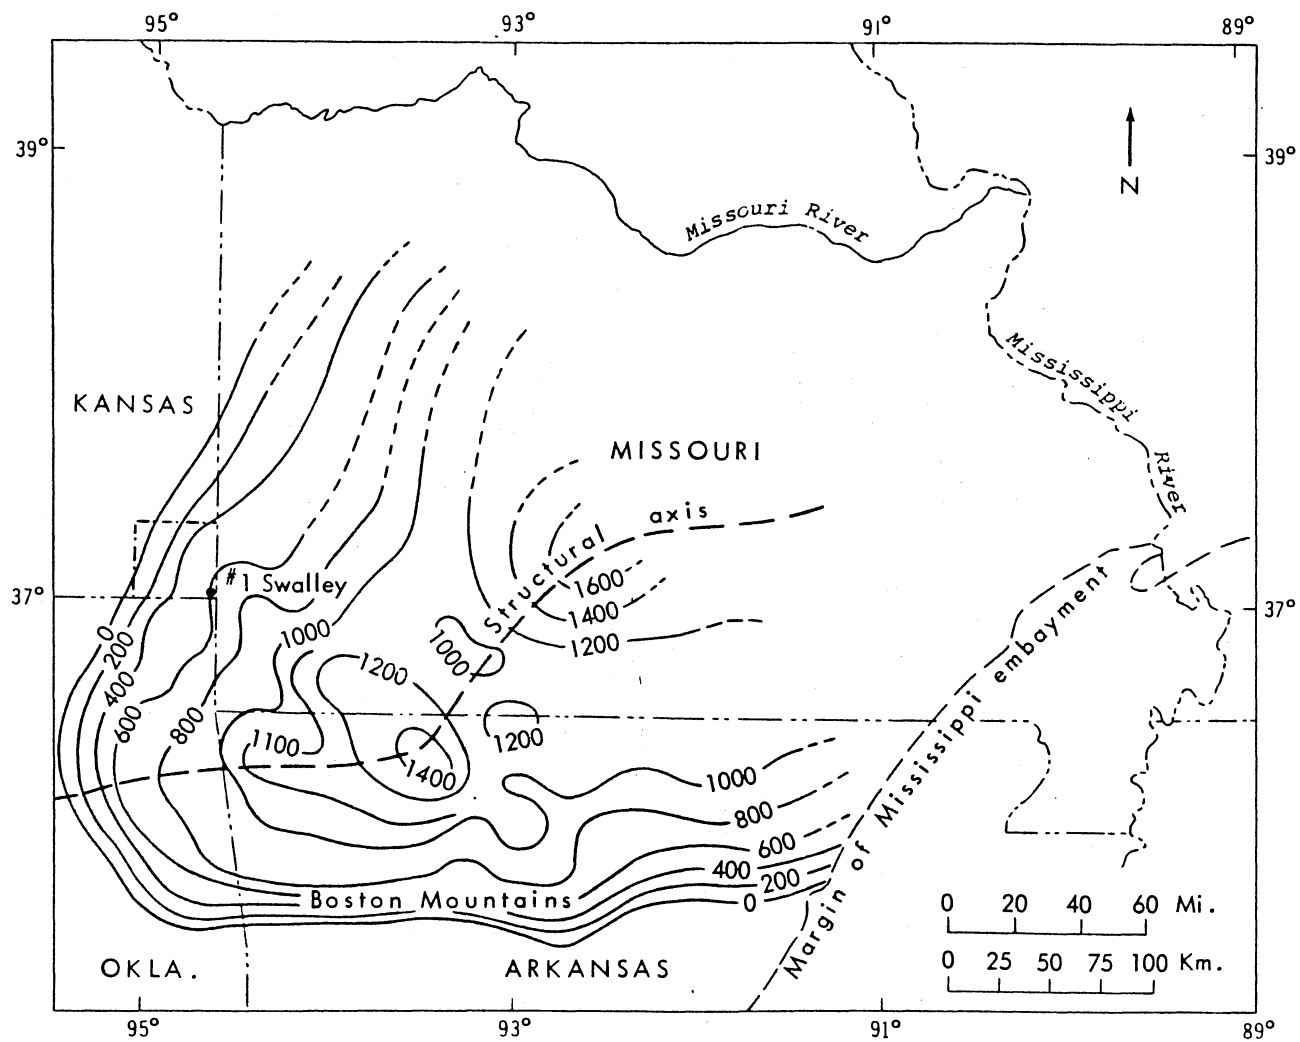 95°
93°
91°
89°
39°
39°
N
Missouri River
Mississippi
River
KANSAS
MISSOURI
Structural axis
#1 Swalley
37°
37°
0
200
400
600
800
1000
1200
1000
1600
1400
1200
1100
1400
1200
1000
800
600
400
200
0
Margin of Mississippi embayment
Boston Mountains
OKLA.
ARKANSAS
0 20 40 60 Mi.
0 25 50 75 100 Km.
95°
93°
91°
89°